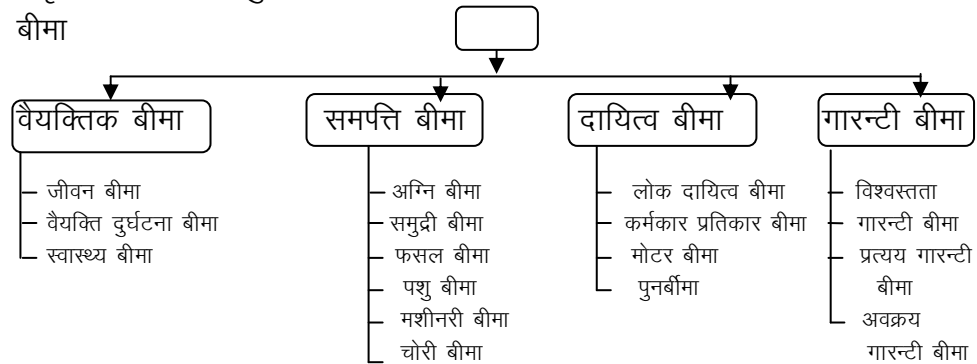 बीमा
वैयक्तिक बीमा
जीवन बीमा
वैयक्ति दुर्घटना बीमा
स्वास्थ्य बीमा
समपत्ति बीमा
अग्नि बीमा
समुद्री बीमा
फसल बीमा
पशु बीमा
मशीनरी बीमा
चोरी बीमा
दायित्व बीमा
लोक दायित्व बीमा
कर्मकार प्रतिकार बीमा
मोटर बीमा
पुनर्बीमा
गारन्टी बीमा
विश्वस्तता
गारन्टी बीमा
प्रत्यय गारन्टी
बीमा
अवक्रय
गारन्टी बीमा